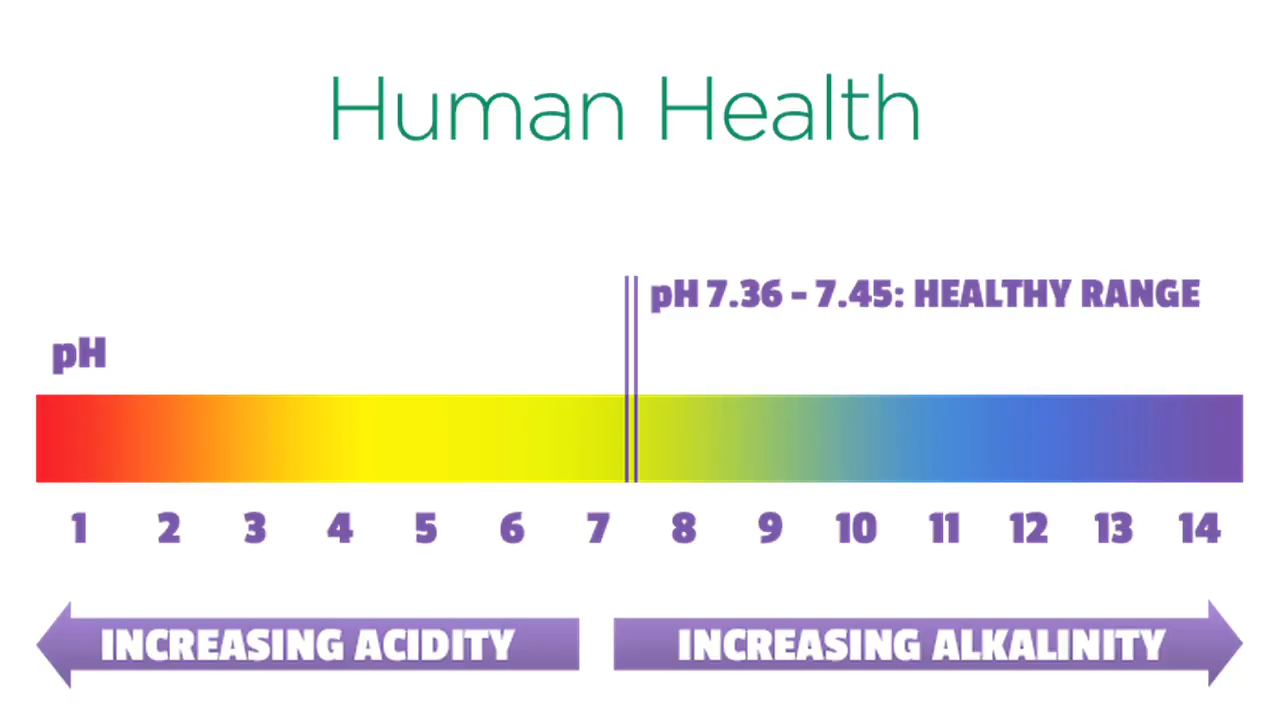 Human Health
pH 7.36 - 7.45: HEALTHY RANGE
pH
1 2 3 4 5 6 7 8 9 10 11 12 13 14
INCREASING ACIDITY INCREASING ALKALINITY